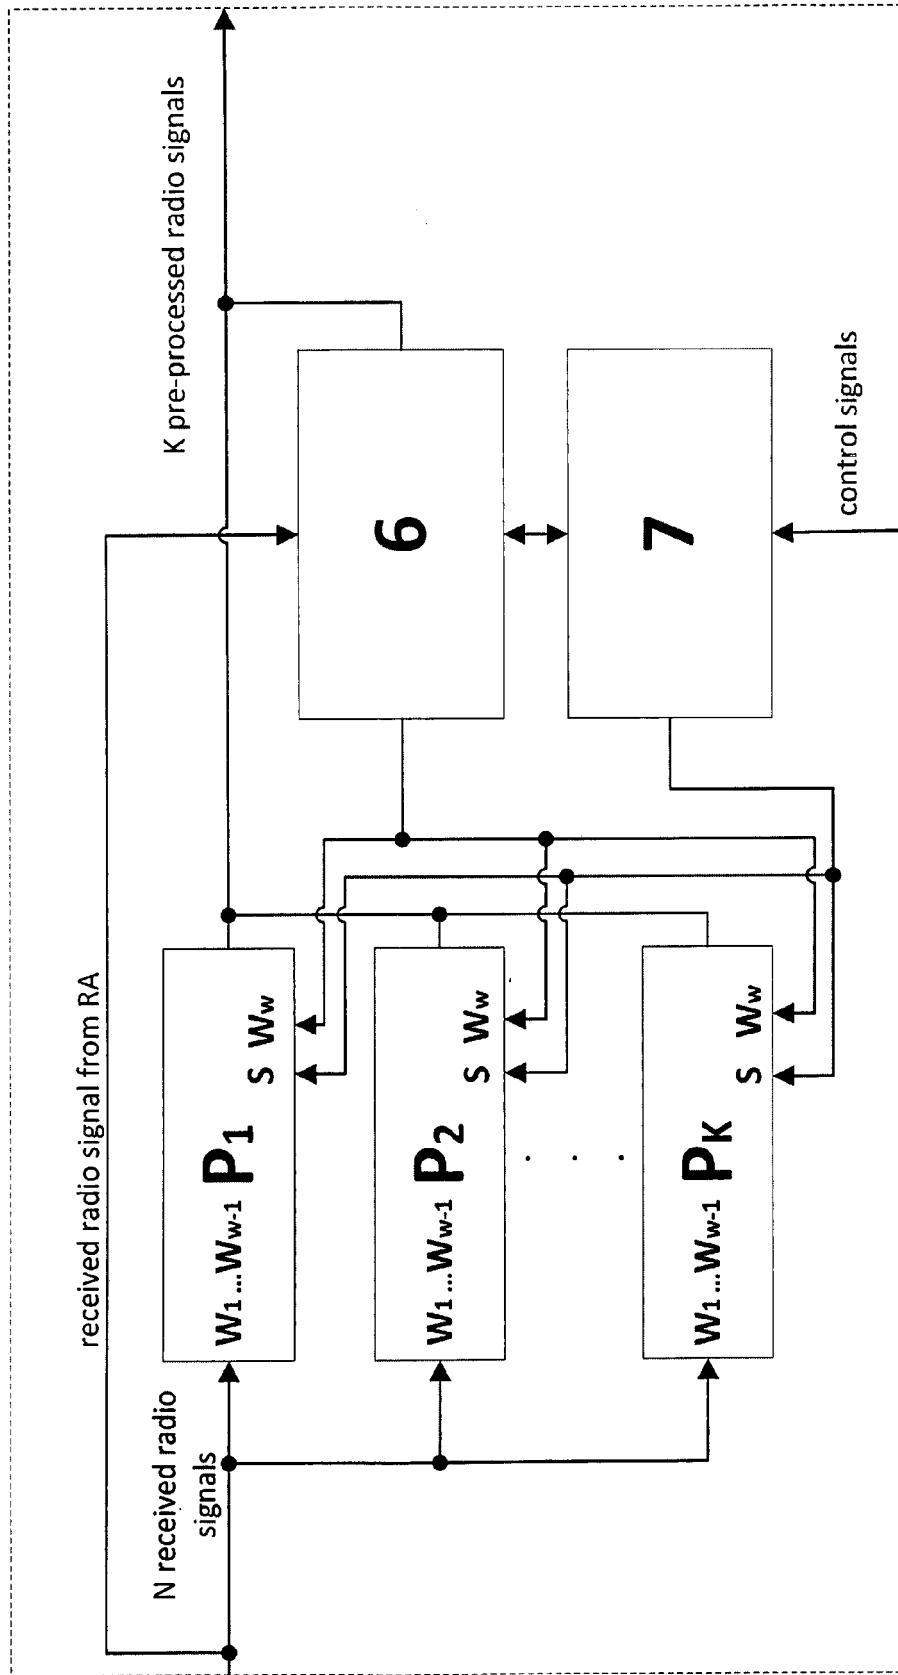 received radio signal from RA
K pre-processed radio signals
N received radio
signals
W1...Ww-1 P1 S Ww
W1...Ww-1 P2 S Ww
. . .
W1...Ww-1 PK S Ww
6
7
control signals